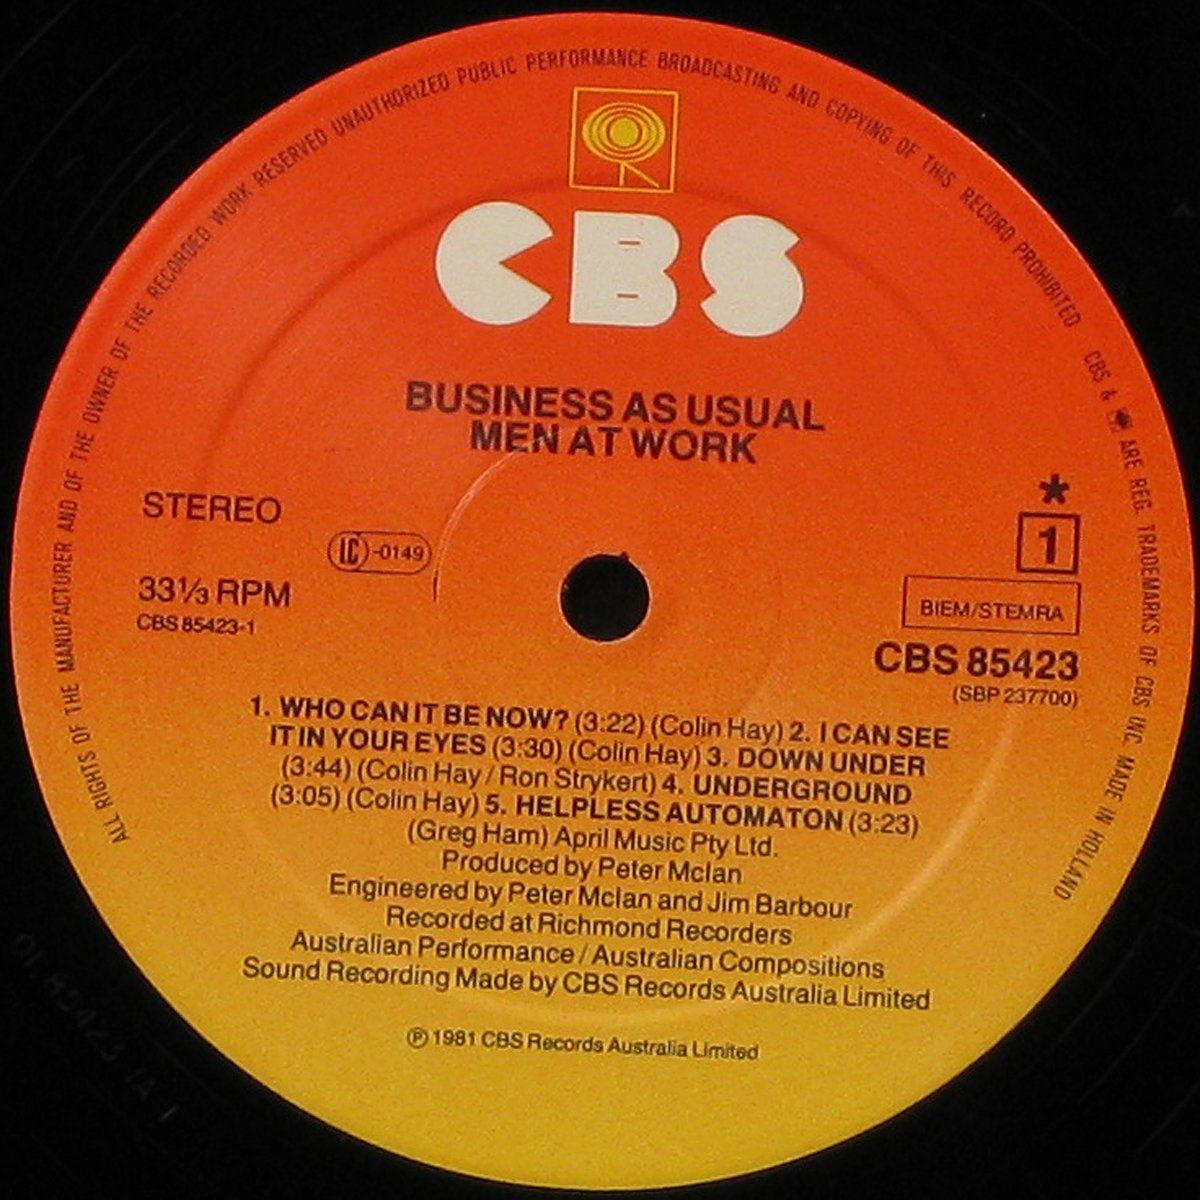 ALL RIGHTS OF THE MANUFACTURER AND OF THE OWNER OF THE RECORDED WORK RESERVED UNAUTHORIZED PUBLIC PERFORMANCE BROADCASTING AND COPYING OF THIS RECORD PROHIBITED CBS & ARE REG. TRADEMARKS OF CBS INC. MADE IN HOLLAND
CBS
BUSINESS AS USUAL
MEN AT WORK
STEREO
LC-0149
33⅓ RPM
CBS 85423-1
*
1
BIEM/STEMRA
CBS 85423
(SBP 237700)
1. WHO CAN IT BE NOW? (3:22) (Colin Hay) 2. I CAN SEE
IT IN YOUR EYES (3:30) (Colin Hay) 3. DOWN UNDER
(3:44) (Colin Hay / Ron Strykert) 4. UNDERGROUND
(3:05) (Colin Hay) 5. HELPLESS AUTOMATON (3:23)
(Greg Ham) April Music Pty Ltd.
Produced by Peter McIan
Engineered by Peter McIan and Jim Barbour
Recorded at Richmond Recorders
Australian Performance / Australian Compositions
Sound Recording Made by CBS Records Australia Limited
℗ 1981 CBS Records Australia Limited